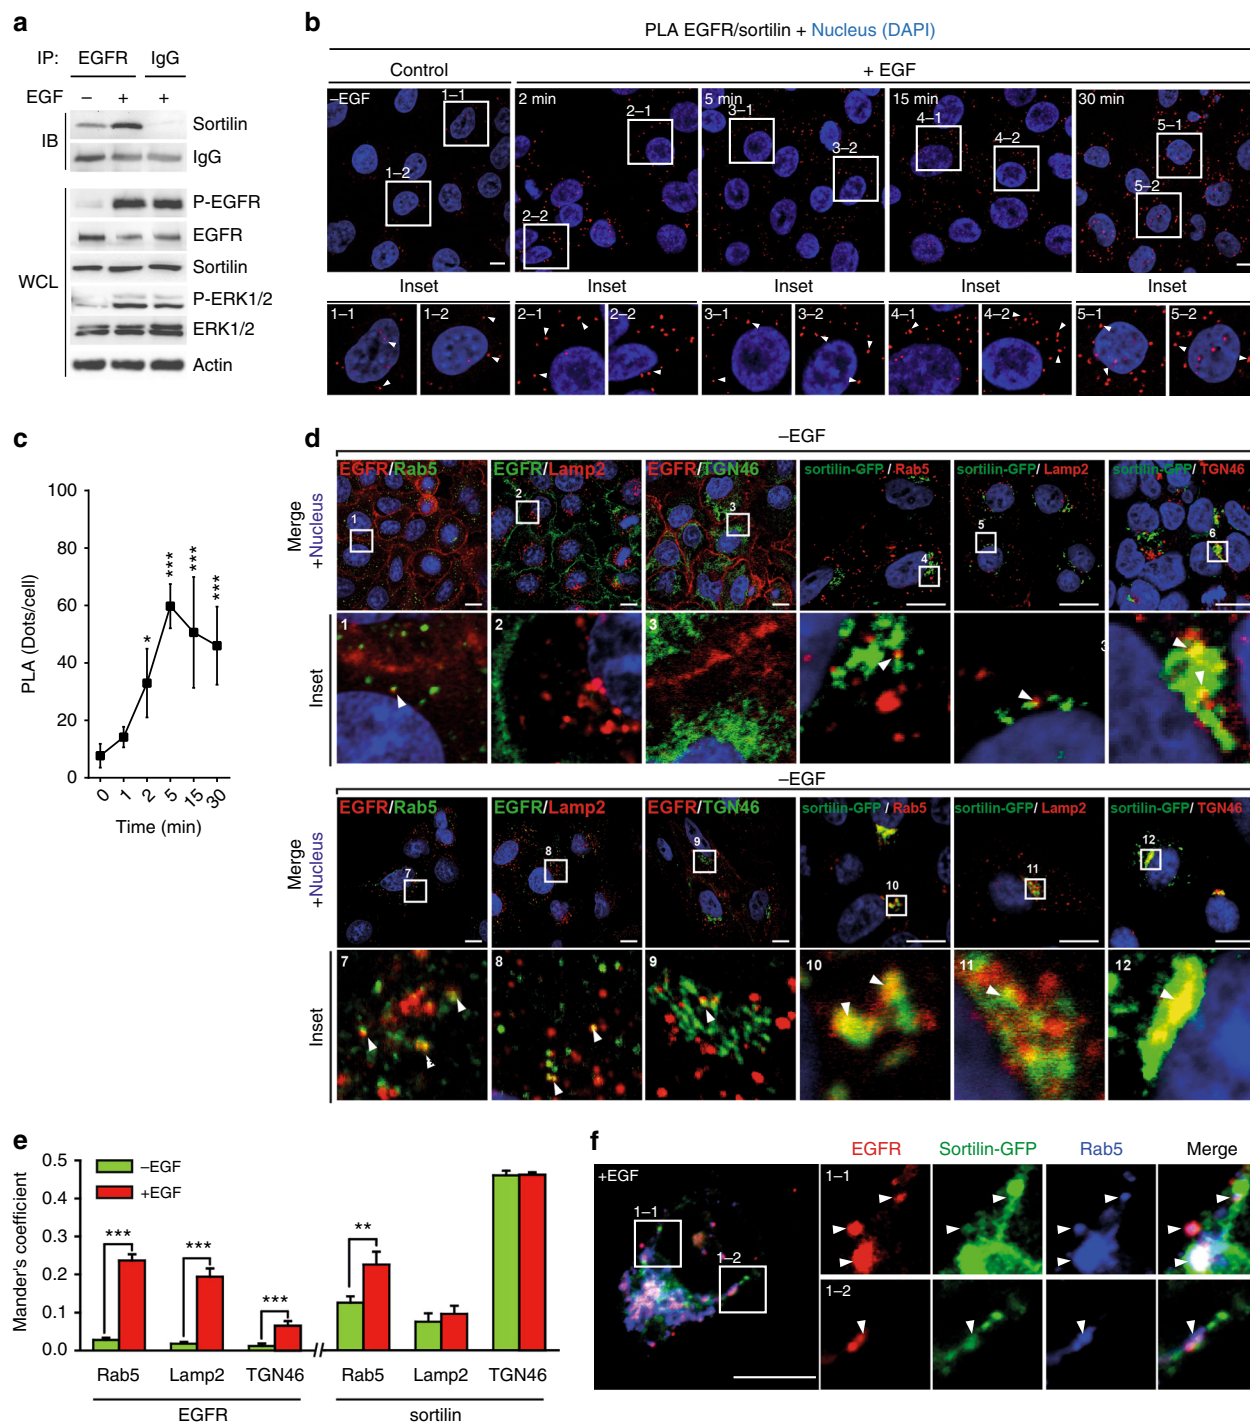 a
IP: EGFR IgG
EGF – + +
IB
Sortilin
IgG
WCL
P-EGFR
EGFR
Sortilin
P-ERK1/2
ERK1/2
Actin
b
PLA EGFR/sortilin + Nucleus (DAPI)
Control + EGF
–EGF 2 min 5 min 15 min 30 min
1–1 1–2 2–1 2–2 3–1 3–2 4–1 4–2 5–1 5–2
Inset Inset Inset Inset Inset
1–1 1–2 2–1 2–2 3–1 3–2 4–1 4–2 5–1 5–2
c
PLA (Dots/cell)
100
80
60
40
20
0
* *** *** ***
0 1 2 5 15 30
Time (min)
d
–EGF
Merge
+Nucleus
EGFR/Rab5 EGFR/Lamp2 EGFR/TGN46 sortilin-GFP/ Rab5 sortilin-GFP/ Lamp2 sortilin-GFP/ TGN46
1 2 3 4 5 6
Inset
1 2 3 3
–EGF
Merge
+Nucleus
EGFR/Rab5 EGFR/Lamp2 EGFR/TGN46 sortilin-GFP/ Rab5 sortilin-GFP/ Lamp2 sortilin-GFP/ TGN46
7 8 9 10 11 12
Inset
7 8 9 10 11 12
e
Mander's coefficient
0.5
0.4
0.3
0.2
0.1
0.0
–EGF
+EGF
*** *** *** **
Rab5 Lamp2 TGN46 Rab5 Lamp2 TGN46
EGFR sortilin
f
EGFR Sortilin-GFP Rab5 Merge
+EGF
1–1
1–2
1–1
1–2